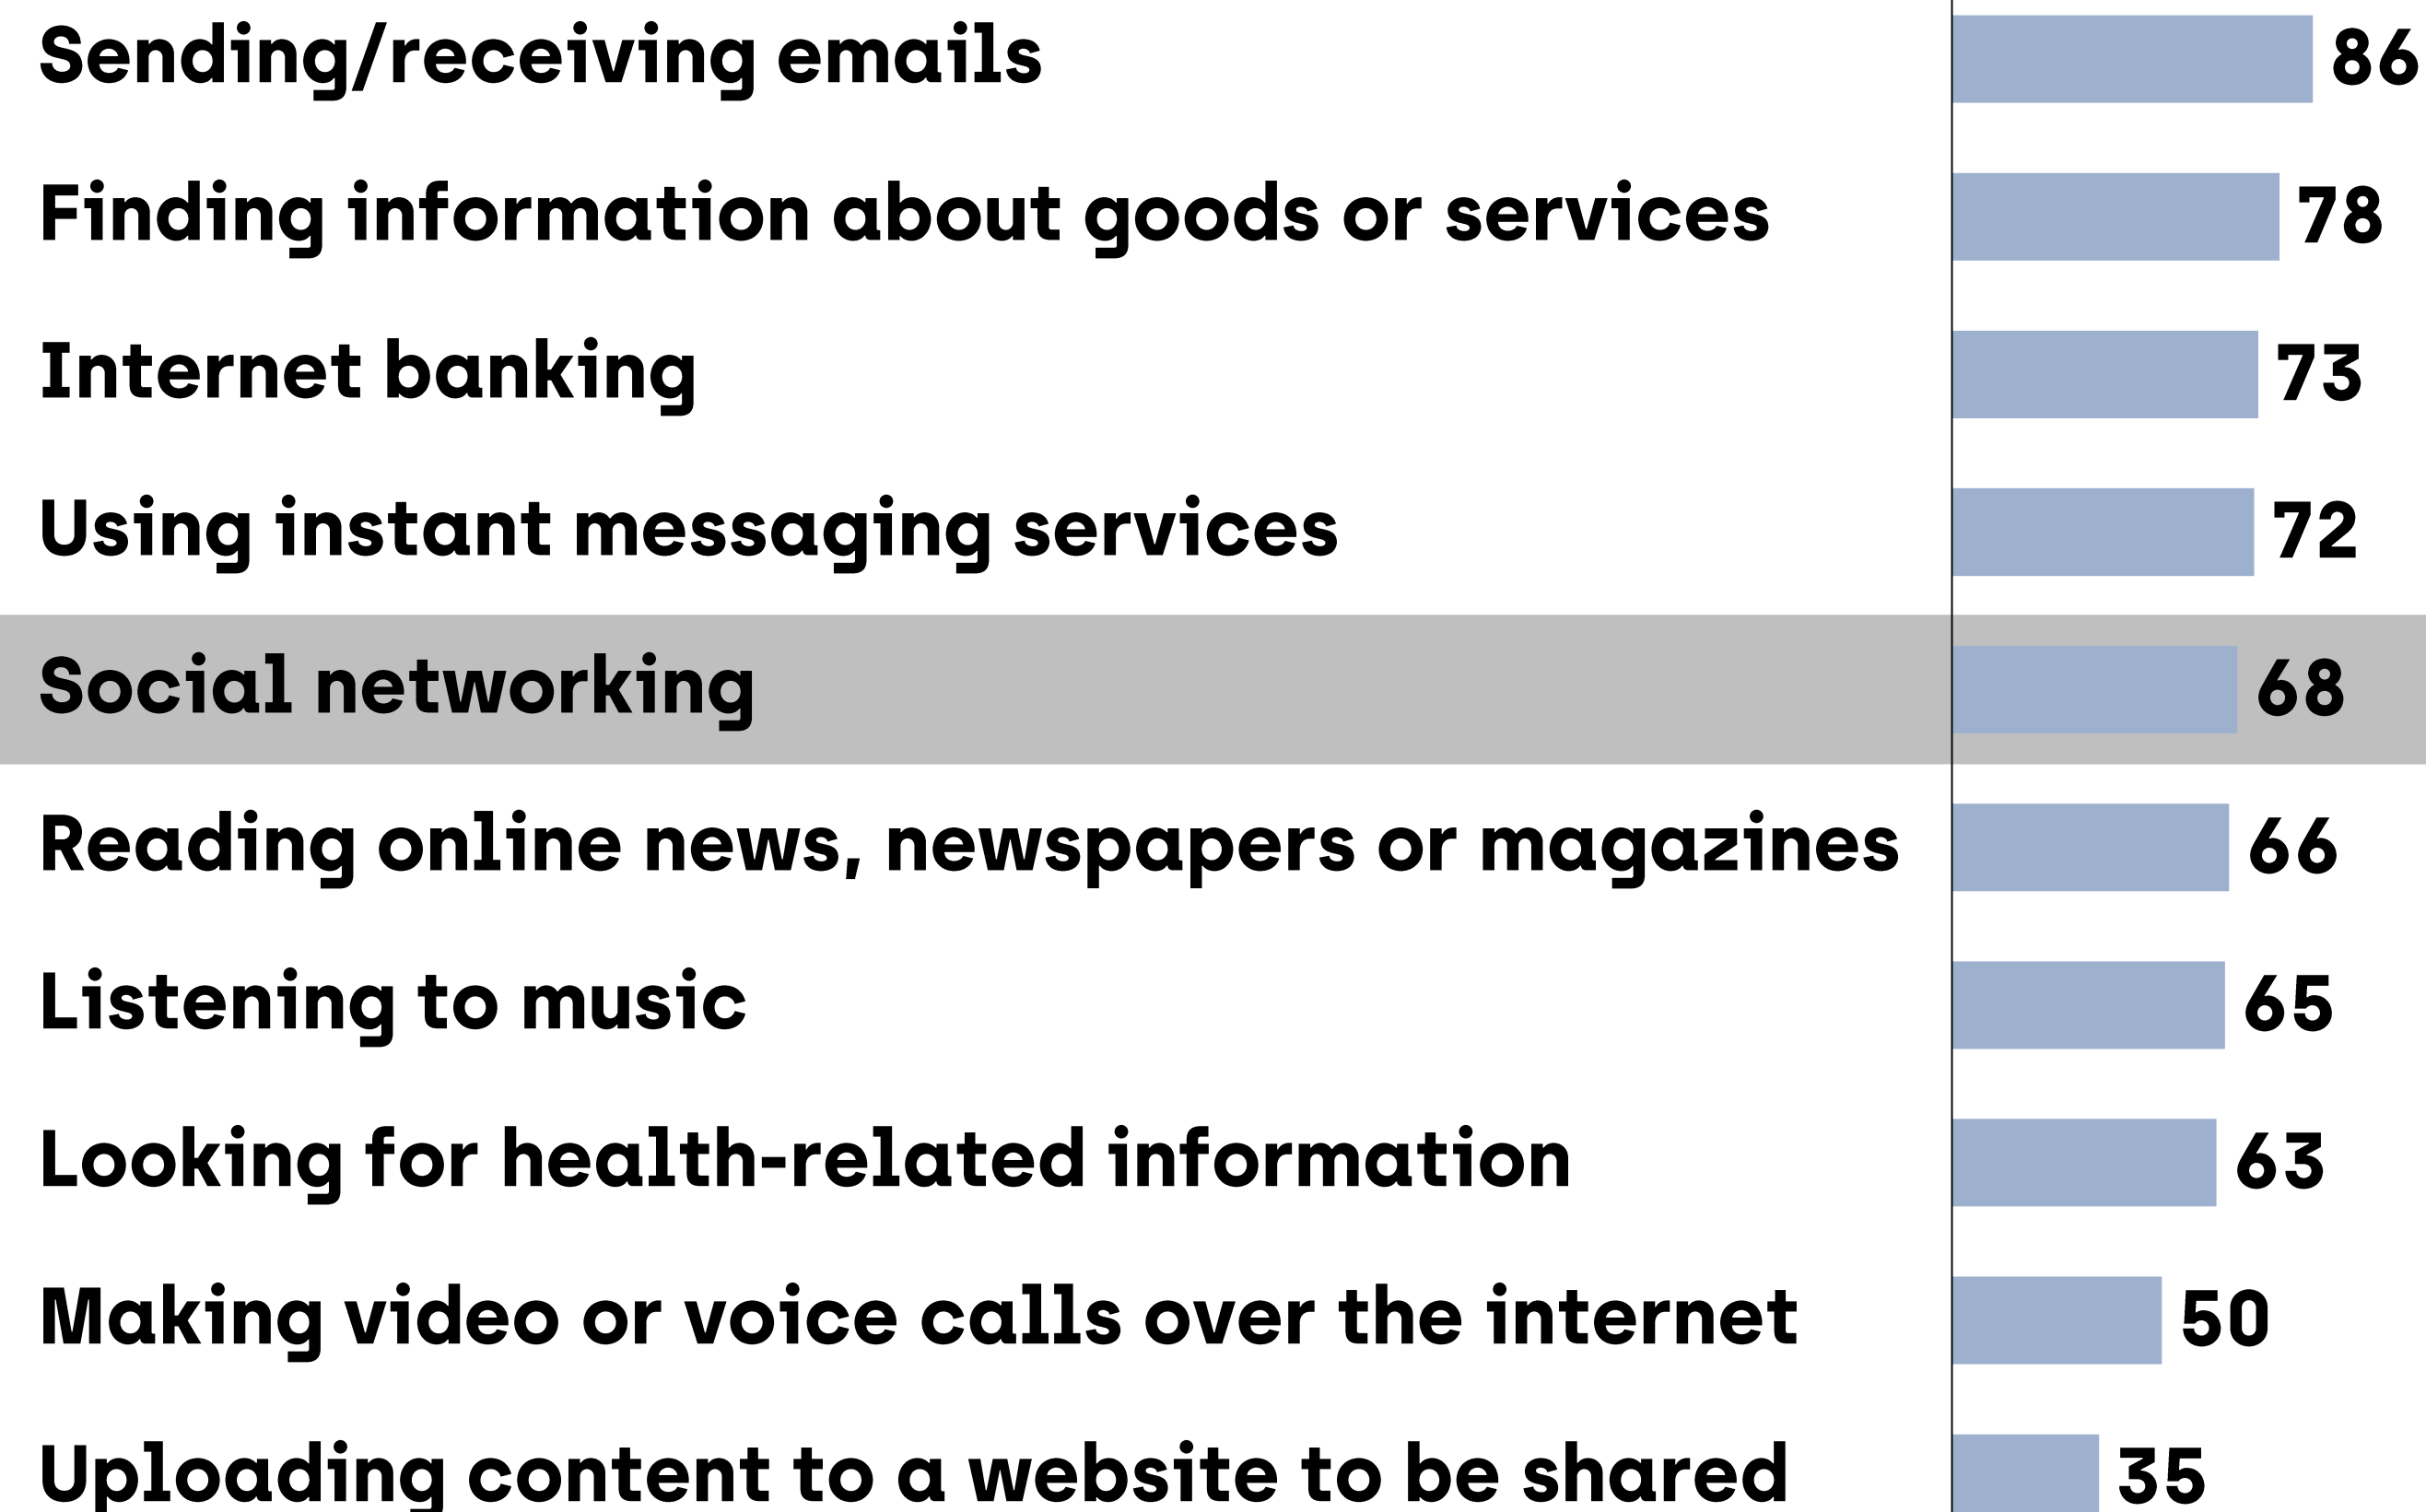 Sending/receiving emails 86
Finding information about goods or services 78
Internet banking 73
Using instant messaging services 72
Social networking 68
Reading online news, newspapers or magazines 66
Listening to music 65
Looking for health-related information 63
Making video or voice calls over the internet 50
Uploading content to a website to be shared 35